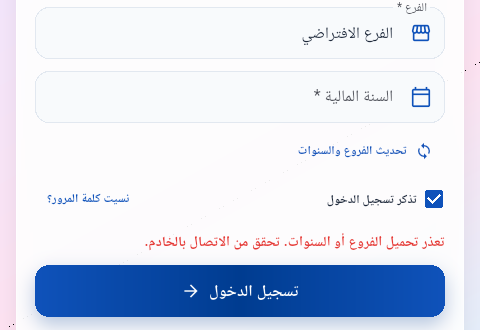 الفرع *
الفرع الافتراضي
السنة المالية *
تحديث الفروع والسنوات
تذكر تسجيل الدخول
نسيت كلمة المرور؟
تعذر تحميل الفروع أو السنوات. تحقق من الاتصال بالخادم.
تسجيل الدخول